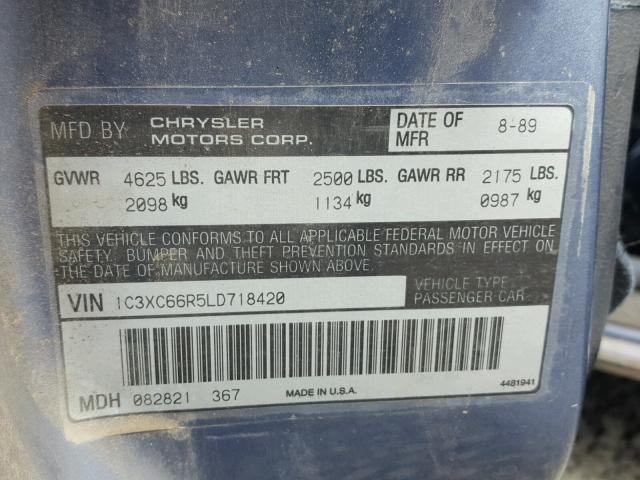 MFD BY CHRYSLER MOTORS CORP. DATE OF MFR 8-89
GVWR 4625 LBS. GAWR FRT 2500 LBS. GAWR RR 2175 LBS.
2098 kg 1134 kg 0987 kg
THIS VEHICLE CONFORMS TO ALL APPLICABLE FEDERAL MOTOR VEHICLE
SAFETY, BUMPER AND THEFT PREVENTION STANDARDS IN EFFECT ON
THE DATE OF MANUFACTURE SHOWN ABOVE.
VIN 1C3XC66R5LD718420
VEHICLE TYPE
PASSENGER CAR
MDH 082821 367 MADE IN U.S.A. 4481941